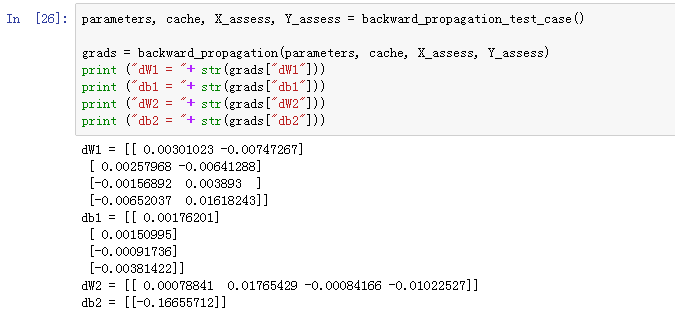 In [26]:
parameters, cache, X_assess, Y_assess = backward_propagation_test_case()
grads = backward_propagation(parameters, cache, X_assess, Y_assess)
print ("dW1 = "+ str(grads["dW1"]))
print ("db1 = "+ str(grads["db1"]))
print ("dW2 = "+ str(grads["dW2"]))
print ("db2 = "+ str(grads["db2"]))
dW1 = [[ 0.00301023 -0.00747267]
 [ 0.00257968 -0.00641288]
 [-0.00156892  0.003893  ]
 [-0.00652037  0.01618243]]
db1 = [[ 0.00176201]
 [ 0.00150995]
 [-0.00091736]
 [-0.00381422]]
dW2 = [[ 0.00078841  0.01765429 -0.00084166 -0.01022527]]
db2 = [[-0.16655712]]